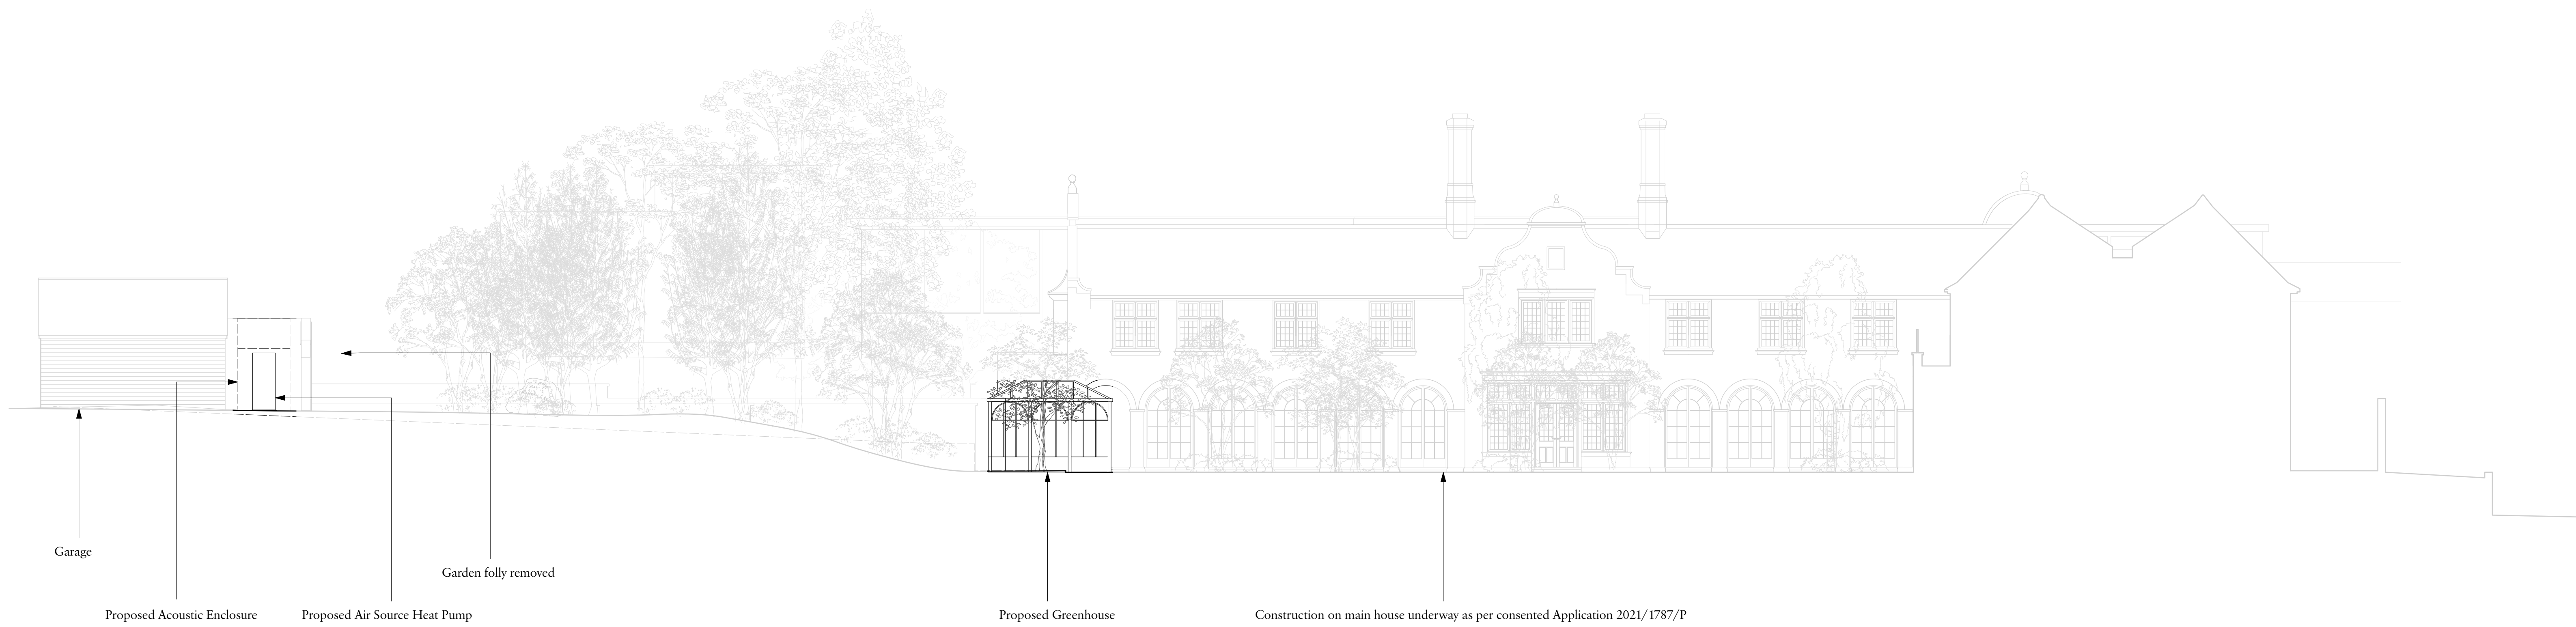 Garage
Garden folly removed
Proposed Acoustic Enclosure
Proposed Air Source Heat Pump
Proposed Greenhouse
Construction on main house underway as per consented Application 2021/1787/P